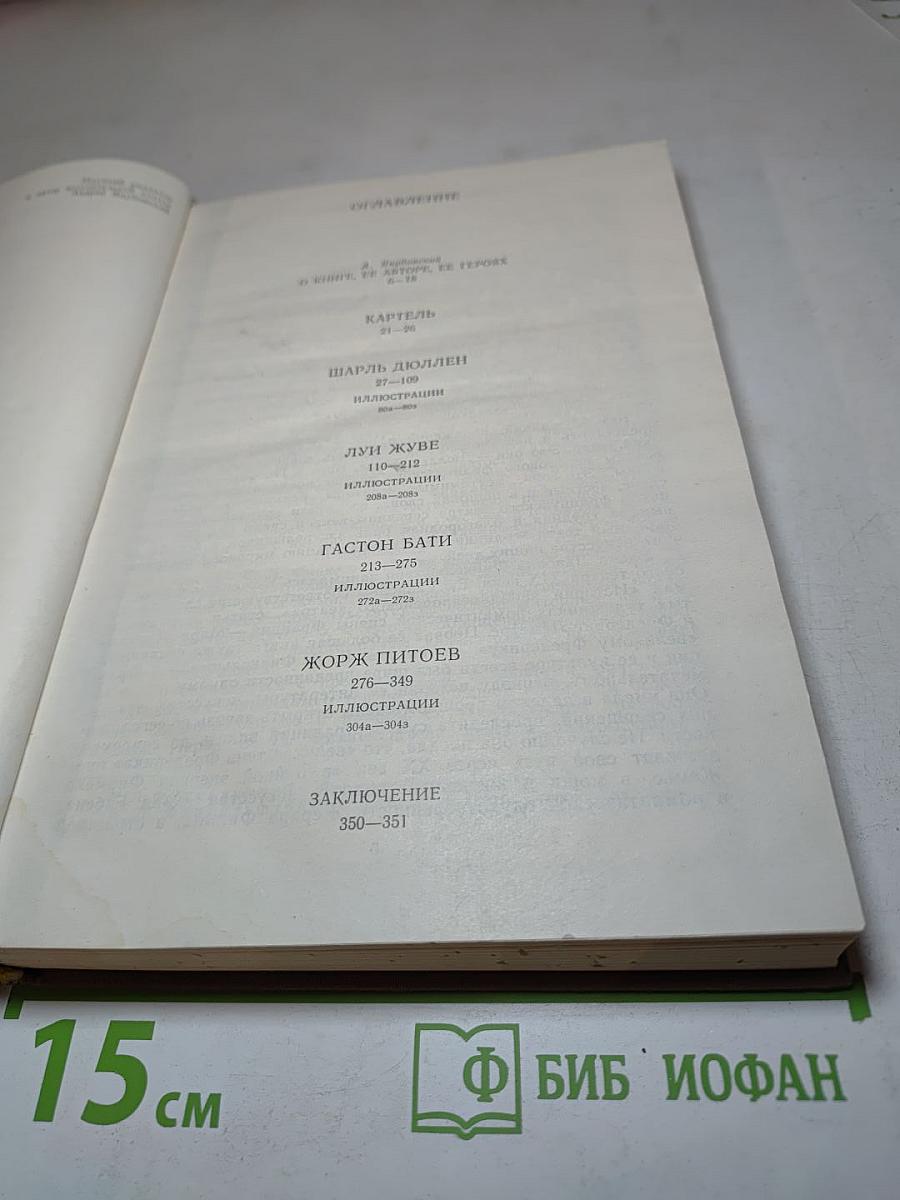 ОГЛАВЛЕНИЕ
О КНИГЕ, ЕЕ АВТОРЕ, ЕЕ ГЕРОЯХ
КАРТЕЛЬ
21—26
ШАРЛЬ ДЮЛЛЕН
27—109
ИЛЛЮСТРАЦИИ
80а—80з
ЛУИ ЖУВЕ
110—212
ИЛЛЮСТРАЦИИ
208а—208з
ГАСТОН БАТИ
213—275
ИЛЛЮСТРАЦИИ
272а—272з
ЖОРЖ ПИТОЕВ
276—349
ИЛЛЮСТРАЦИИ
304а—304з
ЗАКЛЮЧЕНИЕ
350—351
15 см
Ф БИБ ИОФАН